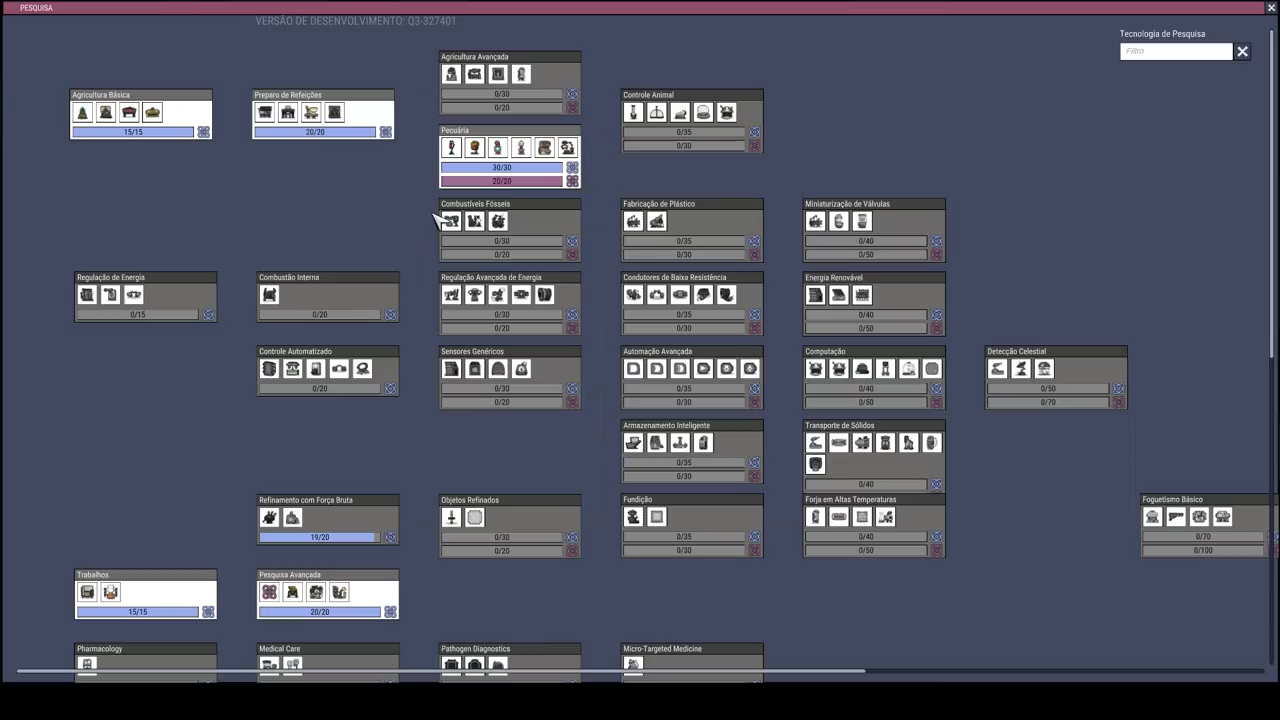 PESQUISA
VERSÃO DE DESENVOLVIMENTO: Q3-327401
Tecnologia de Pesquisa
Filtro
Agricultura Avançada
0/30
0/20
Agricultura Básica
15/15
Preparo de Refeições
20/20
Controle Animal
0/35
0/30
Pecuária
30/30
20/20
Combustíveis Fósseis
0/30
0/20
Fabricação de Plástico
0/35
0/30
Miniaturização de Válvulas
0/40
0/50
Regulação de Energia
0/15
Combustão Interna
0/20
Regulação Avançada de Energia
0/30
0/20
Condutores de Baixa Resistência
0/35
0/30
Energia Renovável
0/40
0/50
Controle Automatizado
0/20
Sensores Genéricos
0/30
0/20
Automação Avançada
0/35
0/30
Computação
0/40
0/50
Detecção Celestial
0/50
0/70
Armazenamento Inteligente
0/35
0/30
Transporte de Sólidos
0/40
Refinamento com Força Bruta
19/20
Objetos Refinados
0/30
0/20
Fundição
0/35
0/30
Forja em Altas Temperaturas
0/40
0/50
Foguetismo Básico
0/70
0/100
Trabalhos
15/15
Pesquisa Avançada
20/20
Pharmacology
Medical Care
Pathogen Diagnostics
Micro-Targeted Medicine